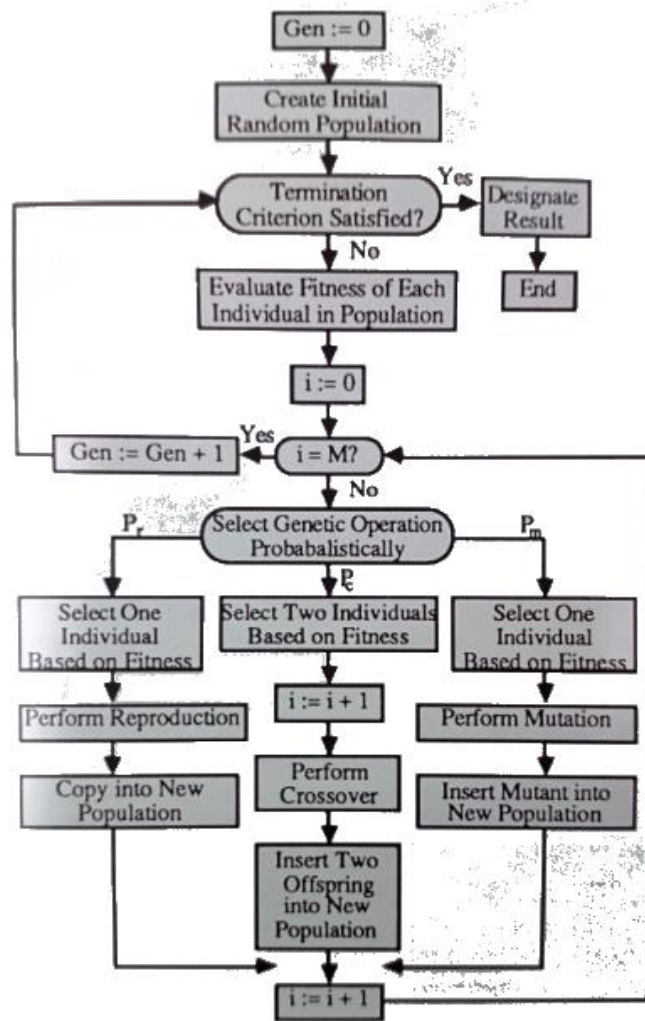 Gen := 0
Create Initial
Random Population
Termination
Criterion Satisfied?
Yes
Designate
Result
End
No
Evaluate Fitness of Each
Individual in Population
i := 0
i = M?
Yes
Gen := Gen + 1
No
Select Genetic Operation
Probabalistically
Pr
Pc
Pm
Select One
Individual
Based on Fitness
Perform Reproduction
Copy into New
Population
Select Two Individuals
Based on Fitness
i := i + 1
Perform
Crossover
Insert Two
Offspring
into New
Population
Select One
Individual
Based on Fitness
Perform Mutation
Insert Mutant into
New Population
i := i + 1